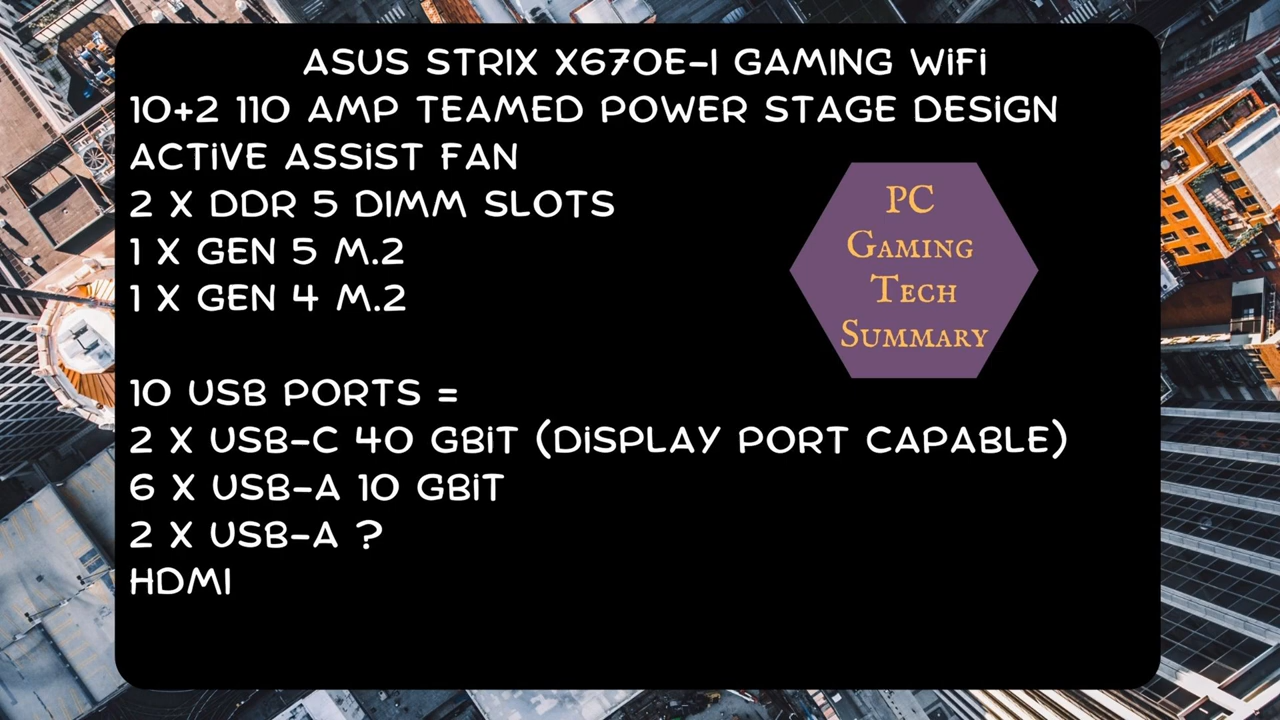 ASUS STRIX X670E-I GAMING WiFi
10+2 110 AMP TEAMED POWER STAGE DESiGN
ACTiVE ASSiST FAN
2 X DDR 5 DIMM SLOTS
1 X GEN 5 M.2
1 X GEN 4 M.2
PC
Gaming
Tech
Summary
10 USB PORTS =
2 X USB-C 40 GBiT (DiSPLAY PORT CAPABLE)
6 X USB-A 10 GBiT
2 X USB-A ?
HDMI